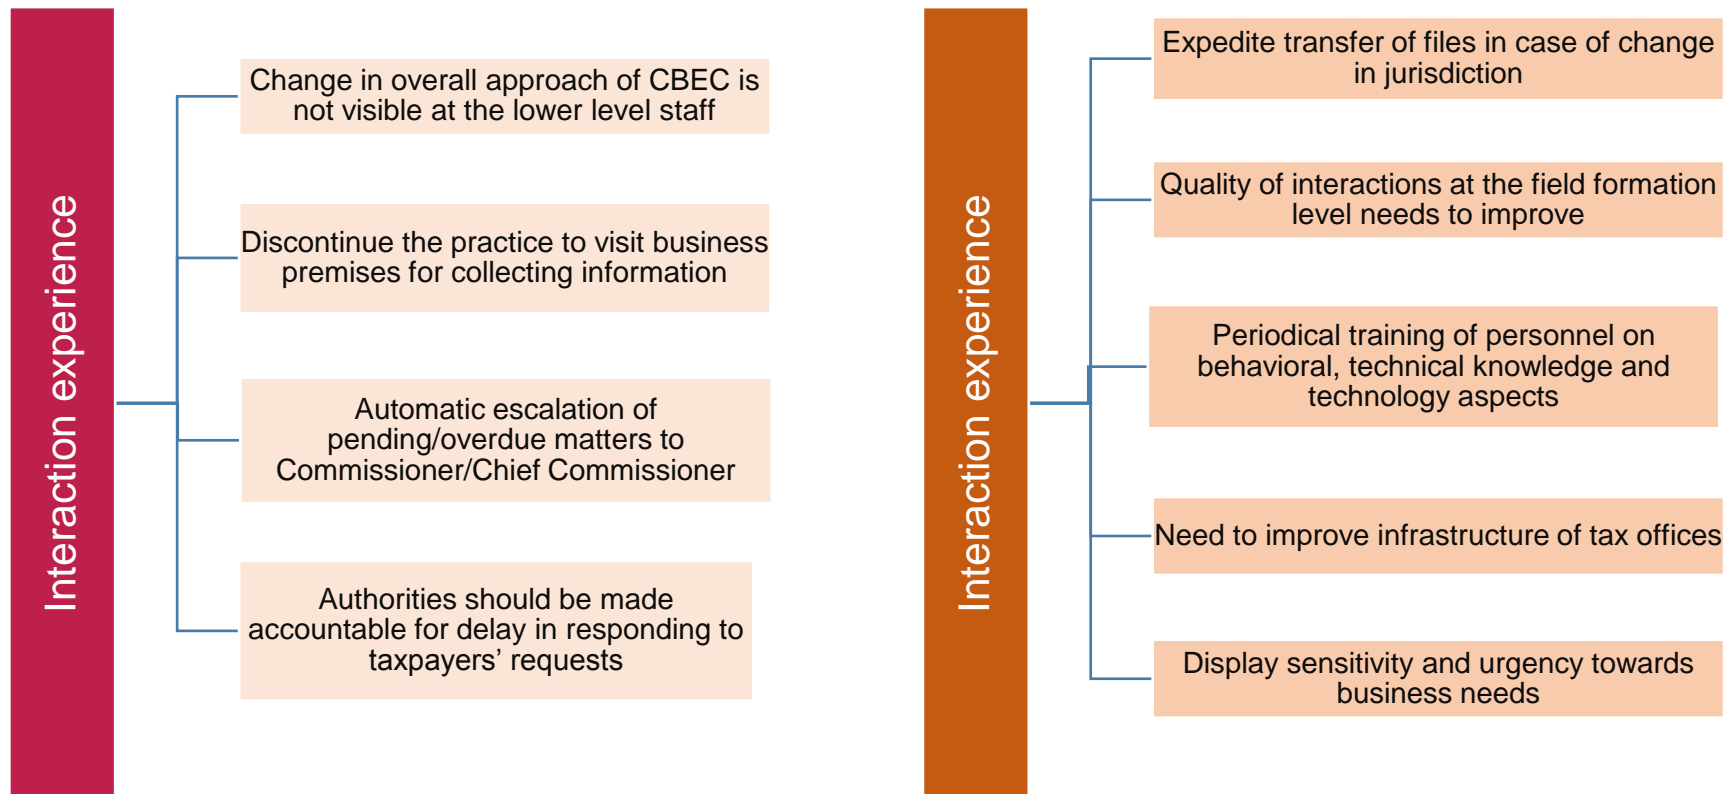 Interaction experience
Change in overall approach of CBEC is
not visible at the lower level staff
Discontinue the practice to visit business
premises for collecting information
Automatic escalation of
pending/overdue matters to
Commissioner/Chief Commissioner
Authorities should be made
accountable for delay in responding to
taxpayers’ requests
Interaction experience
Expedite transfer of files in case of change
in jurisdiction
Quality of interactions at the field formation
level needs to improve
Periodical training of personnel on
behavioral, technical knowledge and
technology aspects
Need to improve infrastructure of tax offices
Display sensitivity and urgency towards
business needs